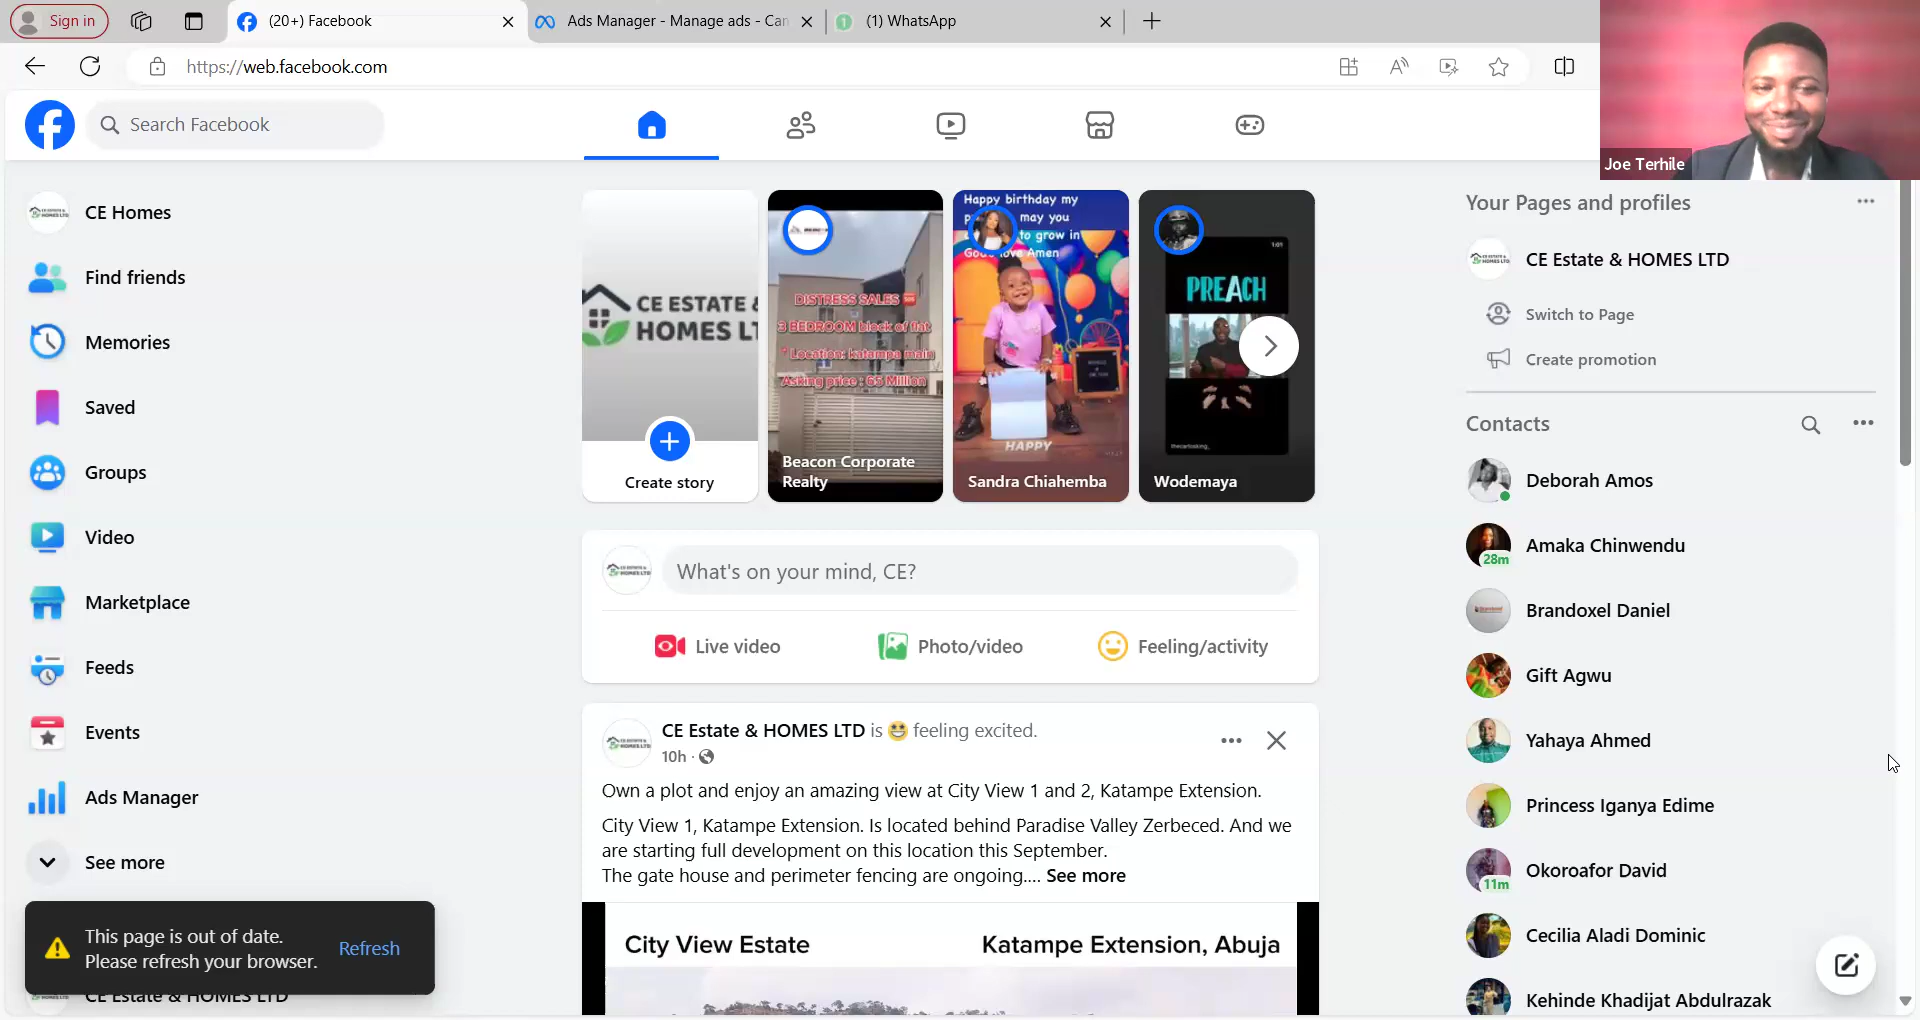 Sign in
(20+) Facebook
Ads Manager - Manage ads - Can
1
(1) WhatsApp
https://web.facebook.com
Search Facebook
Joe Terhile
CE Homes
Find friends
Memories
Saved
Groups
Video
Marketplace
Feeds
Events
Ads Manager
See more
CE Estate & HOMES LTD
This page is out of date.
Please refresh your browser.
Refresh
CE ESTATE &
HOMES LT
Create story
DISTRESS SALES
3 BEDROOM block of flat
Location: katampa main
Asking price : 65 Million
Beacon Corporate
Realty
Happy birthday my
may you
to grow in
God's love Amen
HAPPY
Sandra Chiahemba
1:01
PREACH
Wodemaya
What's on your mind, CE?
Live video
Photo/video
Feeling/activity
CE Estate & HOMES LTD is feeling excited.
10h ·
Own a plot and enjoy an amazing view at City View 1 and 2, Katampe Extension.
City View 1, Katampe Extension. Is located behind Paradise Valley Zerbeced. And we
are starting full development on this location this September.
The gate house and perimeter fencing are ongoing.... See more
City View Estate
Katampe Extension, Abuja
Your Pages and profiles
CE Estate & HOMES LTD
Switch to Page
Create promotion
Contacts
Deborah Amos
Amaka Chinwendu
28m
Brandoxel Daniel
Gift Agwu
Yahaya Ahmed
Princess Iganya Edime
Okoroafor David
11m
Cecilia Aladi Dominic
Kehinde Khadijat Abdulrazak